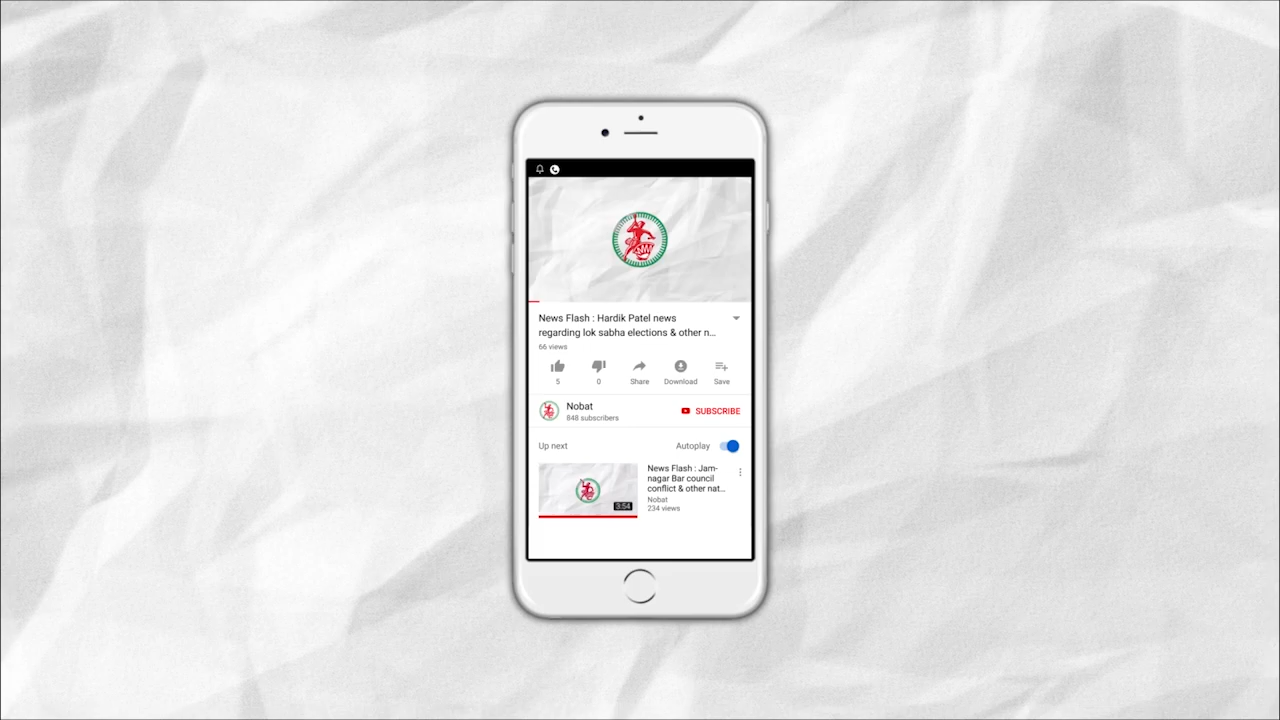 News Flash : Hardik Patel news
regarding lok sabha elections & other n...
66 views
5
0
Share
Download
Save
Nobat
848 subscribers
SUBSCRIBE
Up next
Autoplay
News Flash : Jam-
nagar Bar council
conflict & other nat...
Nobat
234 views
3:54